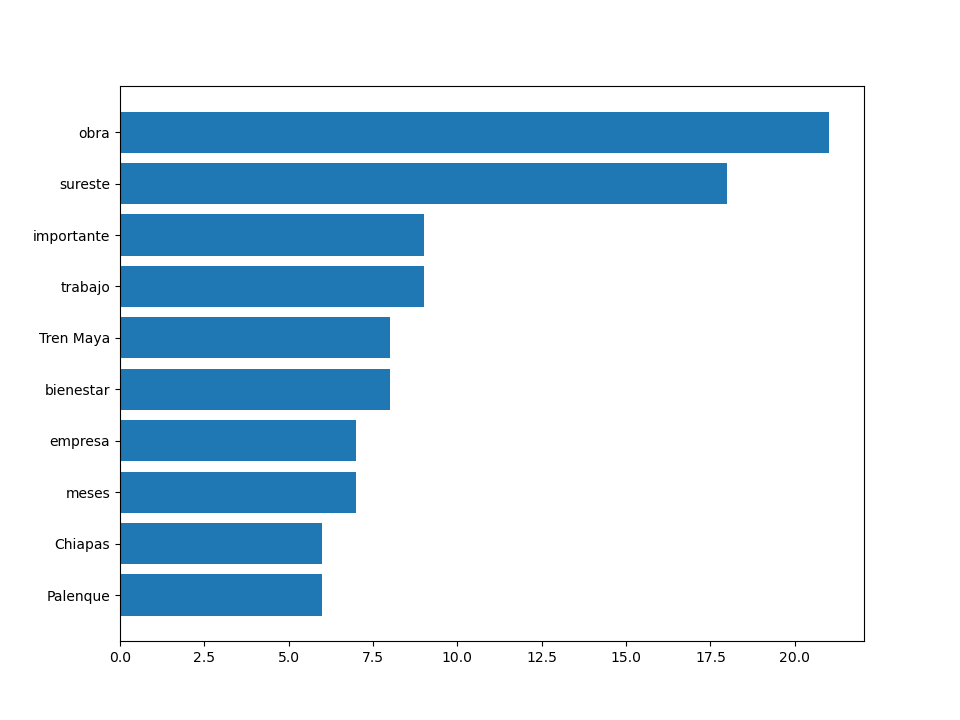 obra
sureste
importante
trabajo
Tren Maya
bienestar
empresa
meses
Chiapas
Palenque
0.0 2.5 5.0 7.5 10.0 12.5 15.0 17.5 20.0